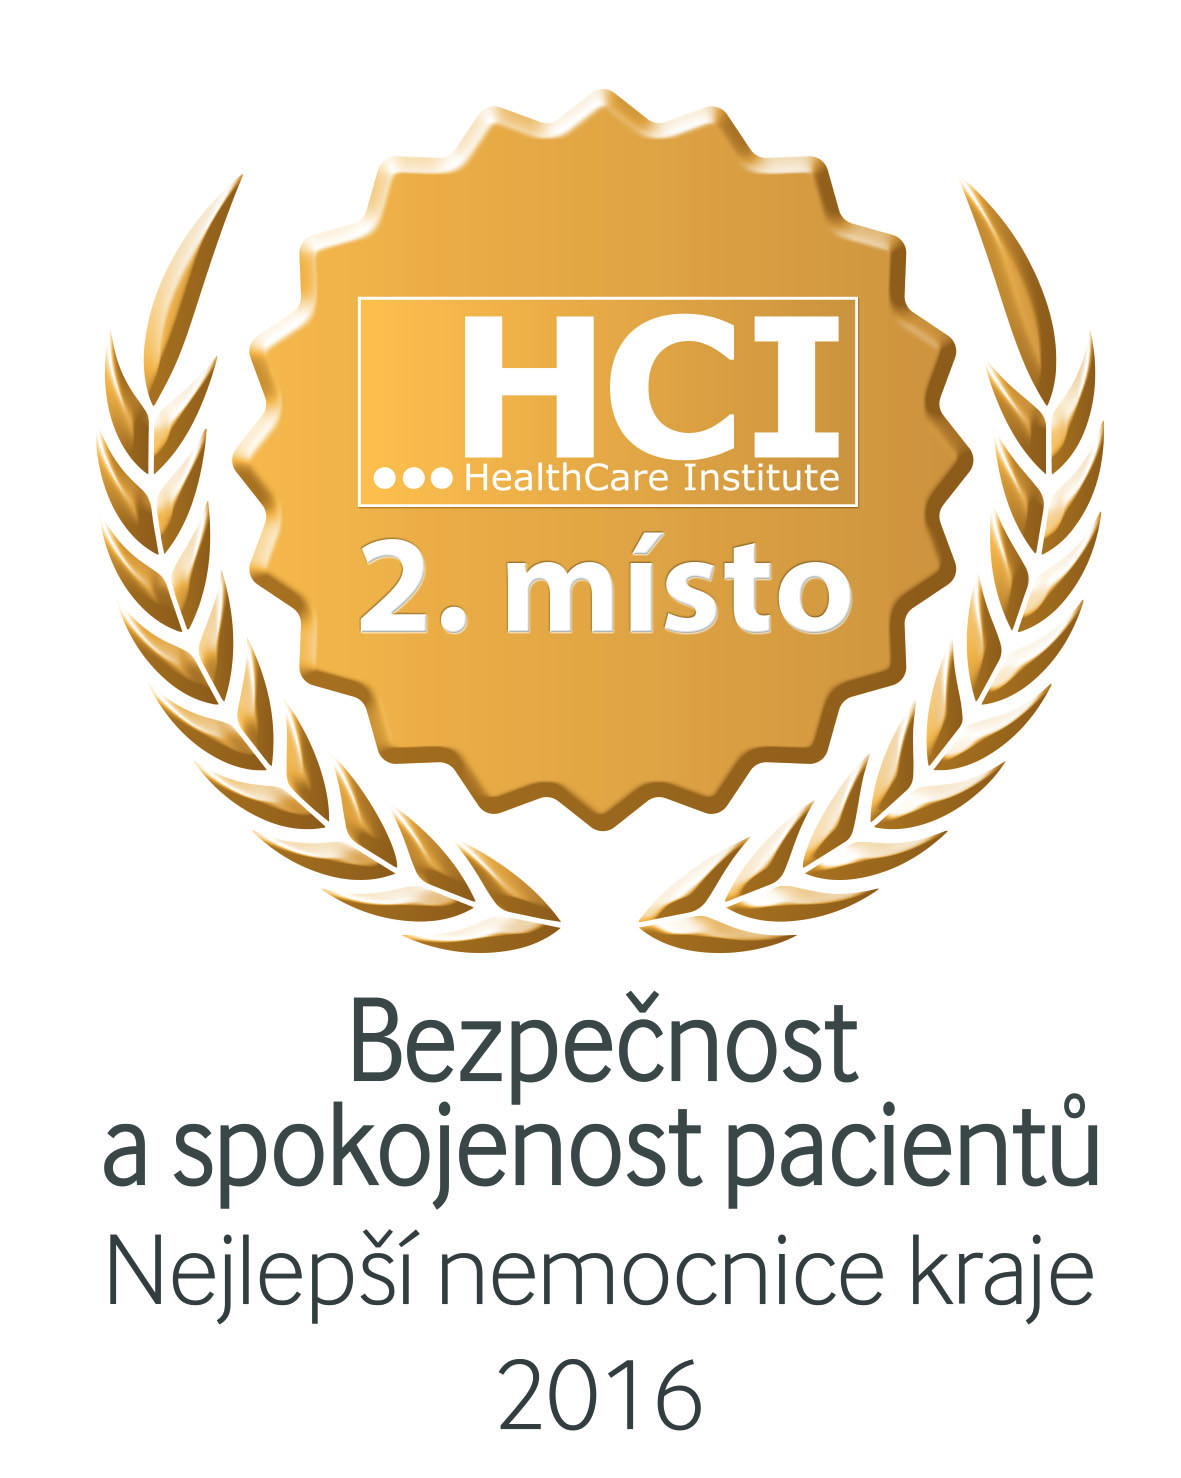 HCI
HealthCare Institute
2. místo
Bezpečnost
a spokojenost pacientů
Nejlepší nemocnice kraje
2016